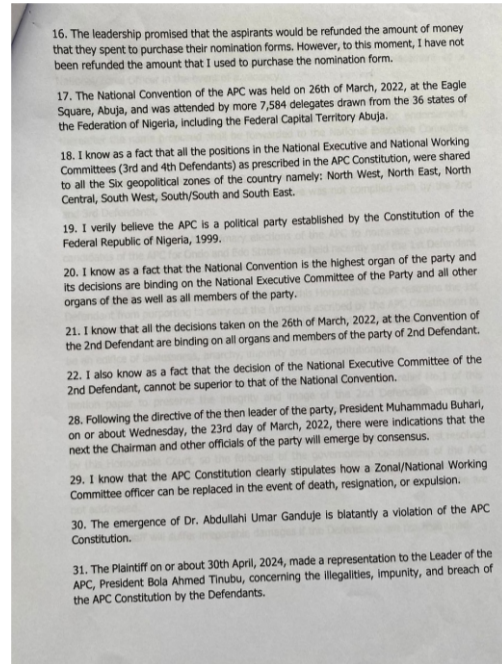 16. The leadership promised that the aspirants would be refunded the amount of money
that they spent to purchase their nomination forms. However, to this moment, I have not
been refunded the amount that I used to purchase the nomination form.
17. The National Convention of the APC was held on 26th of March, 2022, at the Eagle
Square, Abuja, and was attended by more 7,584 delegates drawn from the 36 states of
the Federation of Nigeria, including the Federal Capital Territory Abuja.
18. I know as a fact that all the positions in the National Executive and National Working
Committees (3rd and 4th Defendants) as prescribed in the APC Constitution, were shared
to all the Six geopolitical zones of the country namely: North West, North East, North
Central, South West, South/South and South East.
19. I verily believe the APC is a political party established by the Constitution of the
Federal Republic of Nigeria, 1999.
20. I know as a fact that the National Convention is the highest organ of the party and
its decisions are binding on the National Executive Committee of the Party and all other
organs of the as well as all members of the party.
21. I know that all the decisions taken on the 26th of March, 2022, at the Convention of
the 2nd Defendant are binding on all organs and members of the party of 2nd Defendant.
22. I also know as a fact that the decision of the National Executive Committee of the
2nd Defendant, cannot be superior to that of the National Convention.
28. Following the directive of the then leader of the party, President Muhammadu Buhari,
on or about Wednesday, the 23rd day of March, 2022, there were indications that the
next the Chairman and other officials of the party will emerge by consensus.
29. I know that the APC Constitution clearly stipulates how a Zonal/National Working
Committee officer can be replaced in the event of death, resignation, or expulsion.
30. The emergence of Dr. Abdullahi Umar Ganduje is blatantly a violation of the APC
Constitution.
31. The Plaintiff on or about 30th April, 2024, made a representation to the Leader of the
APC, President Bola Ahmed Tinubu, concerning the illegalities, impunity, and breach of
the APC Constitution by the Defendants.